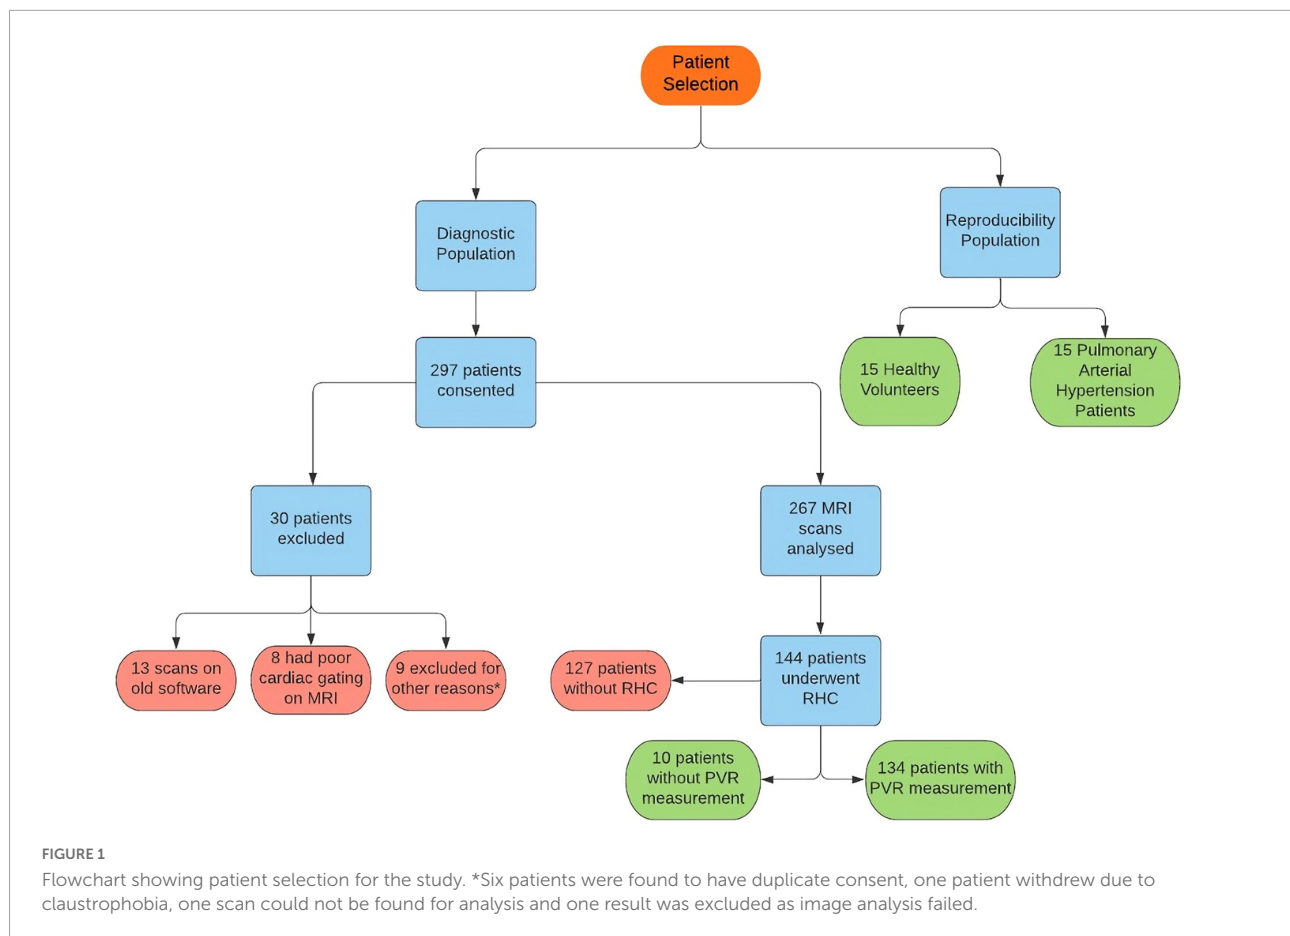 Patient
Selection
Diagnostic
Population
Reproducibility
Population
297 patients
consented
15 Healthy
Volunteers
15 Pulmonary
Arterial
Hypertension
Patients
30 patients
excluded
267 MRI
scans
analysed
13 scans on
old software
8 had poor
cardiac gating
on MRI
9 excluded for
other reasons*
127 patients
without RHC
144 patients
underwent
RHC
10 patients
without PVR
measurement
134 patients with
PVR measurement
FIGURE 1
Flowchart showing patient selection for the study. *Six patients were found to have duplicate consent, one patient withdrew due to
claustrophobia, one scan could not be found for analysis and one result was excluded as image analysis failed.